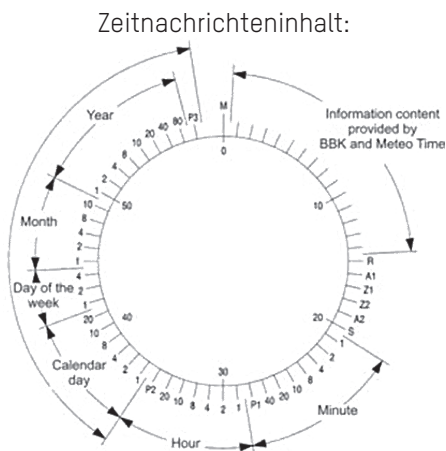 Zeitnachrichteninhalt:
M
0
Information content
provided by
BBK and Meteo Time
10
R
A1
Z1
Z2
A2
S
20
1
2
4
8
10
20
40
P1
Minute
1
2
4
8
10
20
P2
30
Hour
1
2
4
8
10
20
40
Calendar
day
1
2
4
Day of the
week
1
2
4
8
10
Month
50
1
2
4
8
10
20
40
80
P3
Year